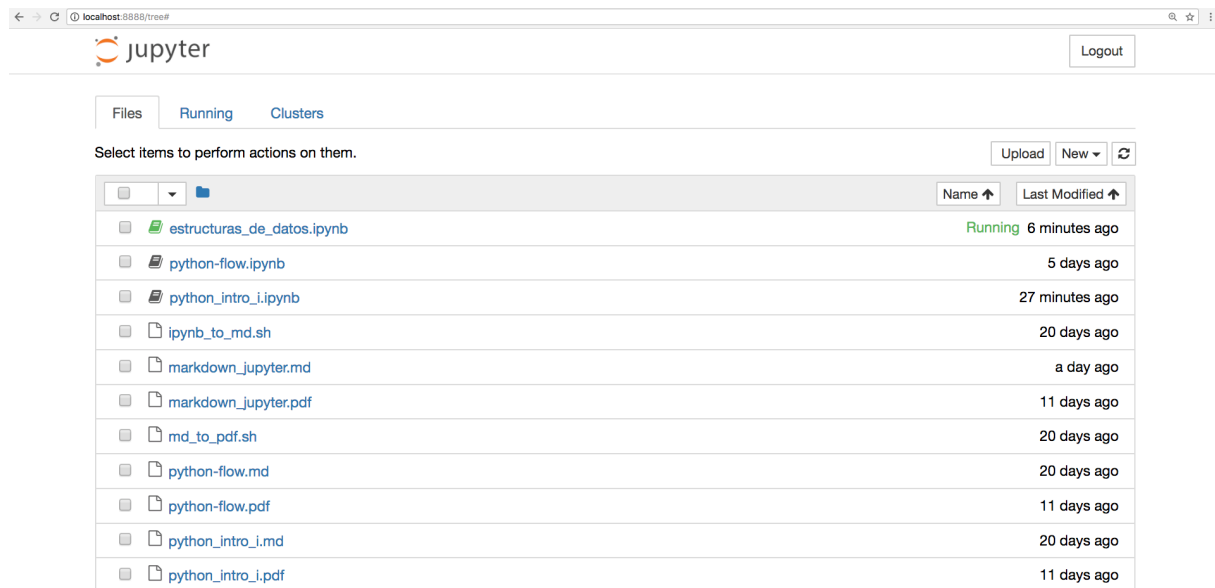 localhost:8888/tree#
jupyter
Logout
Files Running Clusters
Select items to perform actions on them.
Upload New
Name Last Modified
estructuras_de_datos.ipynb Running 6 minutes ago
python-flow.ipynb 5 days ago
python_intro_i.ipynb 27 minutes ago
ipynb_to_md.sh 20 days ago
markdown_jupyter.md a day ago
markdown_jupyter.pdf 11 days ago
md_to_pdf.sh 20 days ago
python-flow.md 20 days ago
python-flow.pdf 11 days ago
python_intro_i.md 20 days ago
python_intro_i.pdf 11 days ago